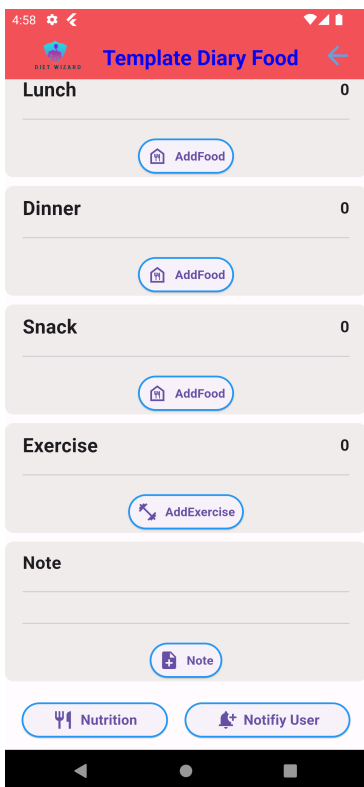 4:58
DIET WIZARD
Template Diary Food
Lunch 0
AddFood
Dinner 0
AddFood
Snack 0
AddFood
Exercise 0
AddExercise
Note
Note
Nutrition
Notifiy User